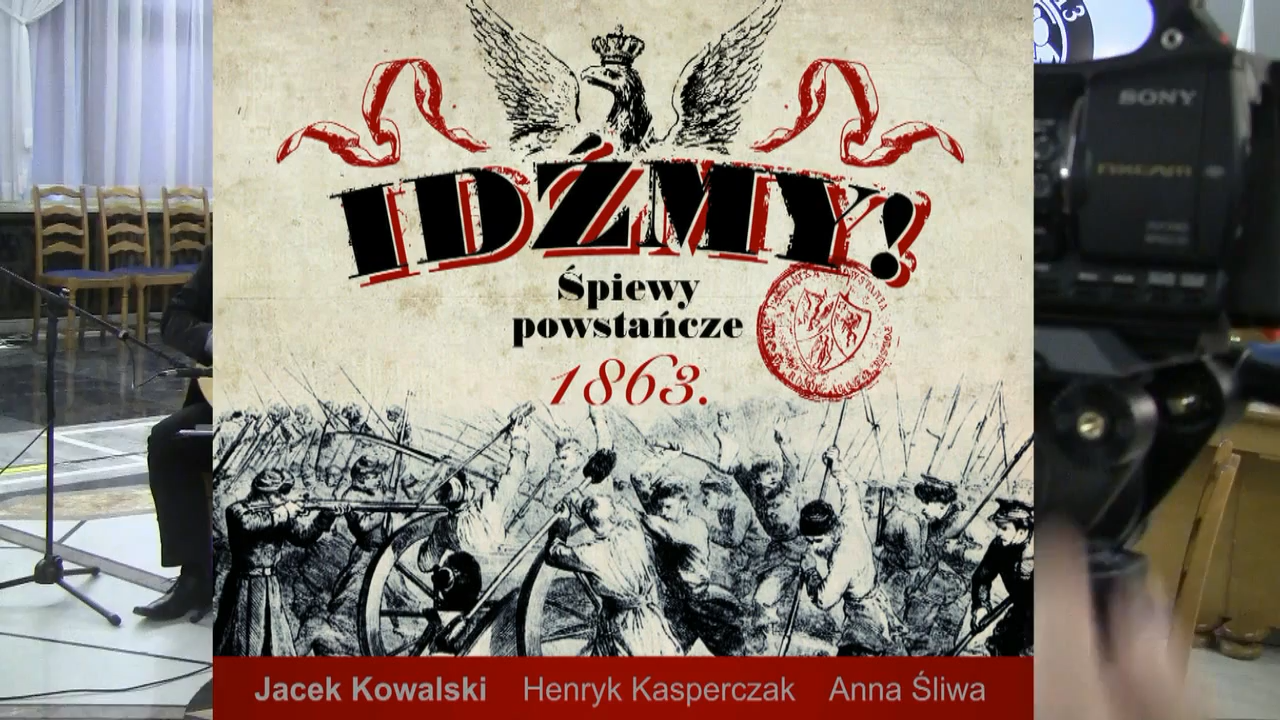 IDŹMY!
Śpiewy
powstańcze
1863.
Jacek Kowalski Henryk Kasperczak Anna Śliwa
SONY